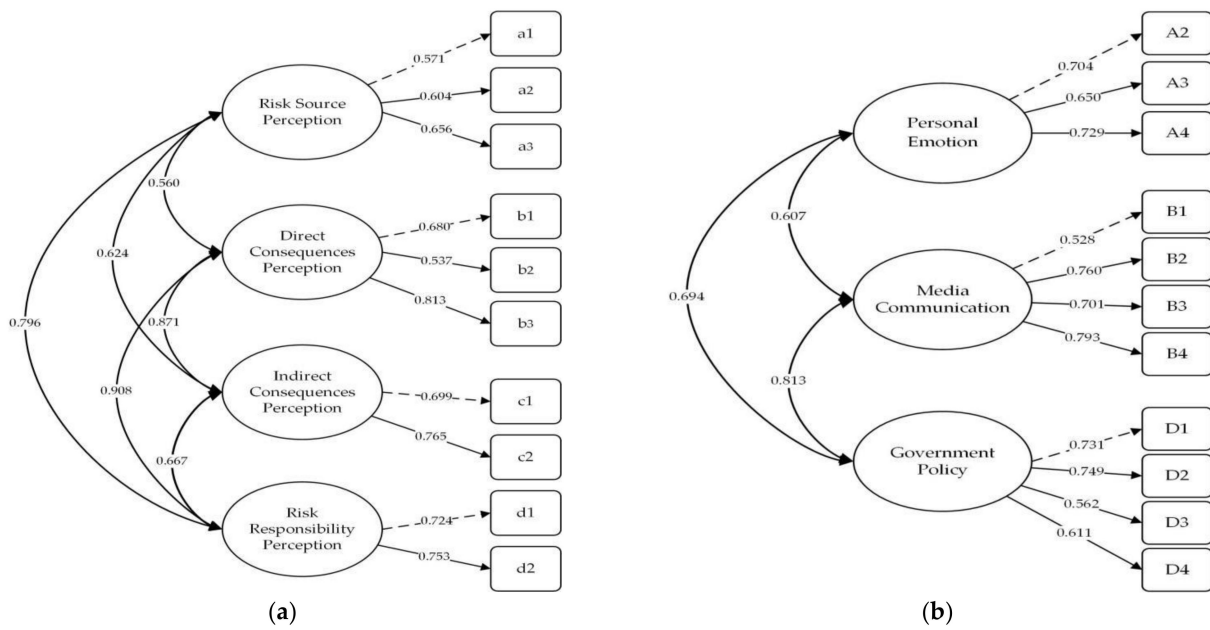 a1
0.571
a2
Risk Source
Perception
0.604
a3
0.656
0.560
b1
0.680
Direct
Consequences
Perception
b2
0.537
b3
0.813
0.624
0.871
0.796
0.908
Indirect
Consequences
Perception
c1
0.699
c2
0.765
0.667
Risk
Responsibility
Perception
d1
0.724
d2
0.753
(a)
A2
0.704
A3
0.650
Personal
Emotion
A4
0.729
0.607
B1
0.528
B2
0.760
Media
Communication
B3
0.701
B4
0.793
0.694
0.813
D1
0.731
Government
Policy
D2
0.749
D3
0.562
D4
0.611
(b)